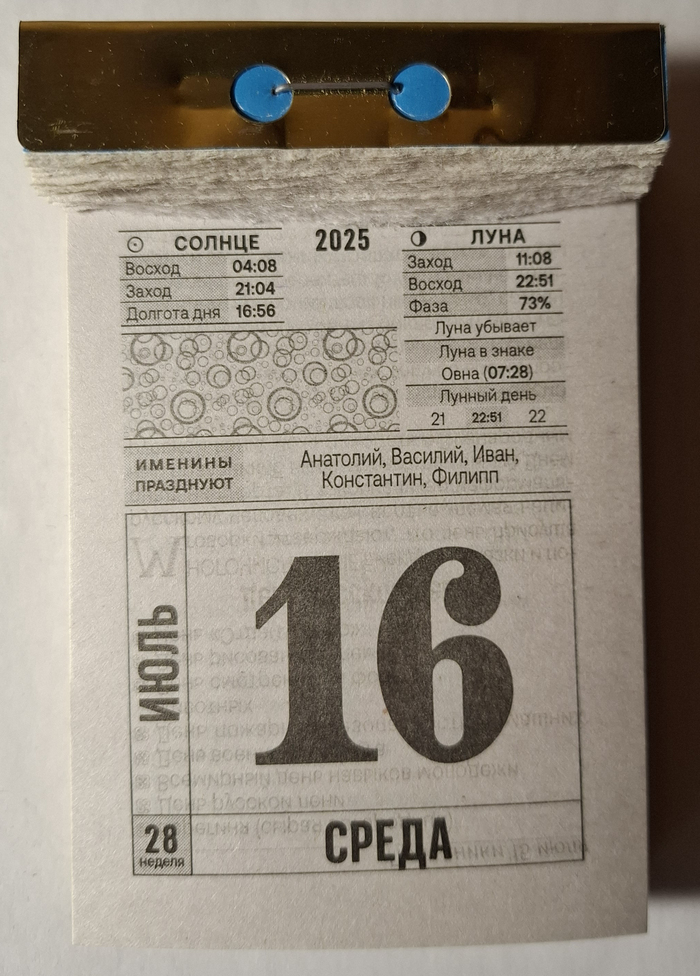 СОЛНЦЕ
Восход 04:08
Заход 21:04
Долгота дня 16:56
2025
ЛУНА
Заход 11:08
Восход 22:51
Фаза 73%
Луна убывает
Луна в знаке
Овна (07:28)
Лунный день
21 22:51 22
ИМЕНИНЫ
ПРАЗДНУЮТ
Анатолий, Василий, Иван,
Константин, Филипп
ИЮЛЬ
16
28
неделя
СРЕДА